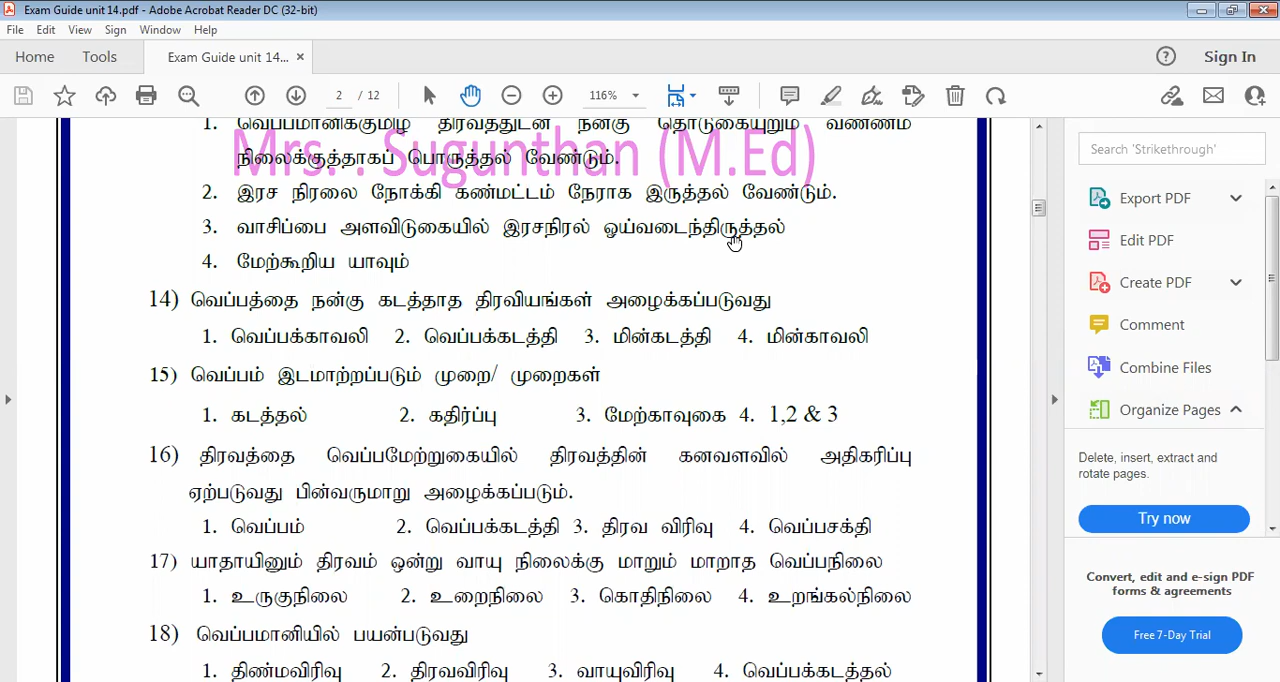 Exam Guide unit 14.pdf - Adobe Acrobat Reader DC (32-bit)
File Edit View Sign Window Help
Home Tools Exam Guide unit 14... × Sign In
2 / 12 116%
1. வெப்பமானிக்குமிழ் திரவத்துடன் நன்கு தொடுகையுறும் வண்ணம்
நிலைக்குத்தாகப் பொருத்தல் வேண்டும்.
Mrs. . Sugunthan (M.Ed)
2. இரச நிரலை நோக்கி கண்மட்டம் நேராக இருத்தல் வேண்டும்.
3. வாசிப்பை அளவிடுகையில் இரசநிரல் ஓய்வடைந்திருத்தல்
4. மேற்கூறிய யாவும்
14) வெப்பத்தை நன்கு கடத்தாத திரவியங்கள் அழைக்கப்படுவது
1. வெப்பக்காவலி 2. வெப்பக்கடத்தி 3. மின்கடத்தி 4. மின்காவலி
15) வெப்பம் இடமாற்றப்படும் முறை/ முறைகள்
1. கடத்தல் 2. கதிர்ப்பு 3. மேற்காவுகை 4. 1,2 & 3
16) திரவத்தை வெப்பமேற்றுகையில் திரவத்தின் கனவளவில் அதிகரிப்பு
ஏற்படுவது பின்வருமாறு அழைக்கப்படும்.
1. வெப்பம் 2. வெப்பக்கடத்தி 3. திரவ விரிவு 4. வெப்பசக்தி
17) யாதாயினும் திரவம் ஒன்று வாயு நிலைக்கு மாறும் மாறாத வெப்பநிலை
1. உருகுநிலை 2. உறைநிலை 3. கொதிநிலை 4. உறங்கல்நிலை
18) வெப்பமானியில் பயன்படுவது
1. திண்மவிரிவு 2. திரவவிரிவு 3. வாயுவிரிவு 4. வெப்பக்கடத்தல்
Search 'Strikethrough'
Export PDF
Edit PDF
Create PDF
Comment
Combine Files
Organize Pages
Delete, insert, extract and
rotate pages.
Try now
Convert, edit and e-sign PDF
forms & agreements
Free 7-Day Trial